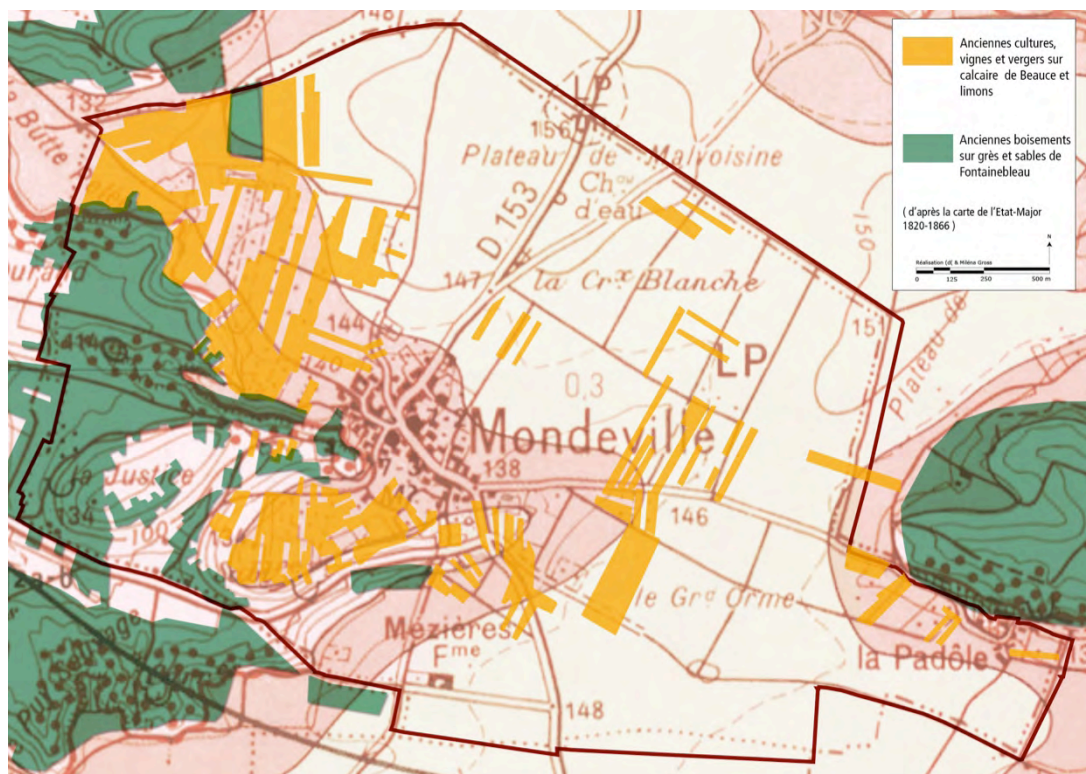 Anciennes cultures,
vignes et vergers sur
calcaire de Beauce et
limons
Anciennes boisements
sur grès et sables de
Fontainebleau
( d'après la carte de l'Etat-Major
1820-1866 )
N
0 125 250 500 m
146
132
Butte
LP
156
Plateau de Malvoisine
Chau
d'eau
D 153
150
147
la Crx Blanche
151
Plateau de
144
LP
0,3
Mondeville
138
la Justice
134
100
146
le Grd Orme
Mézières
Fme
la Padôle
148